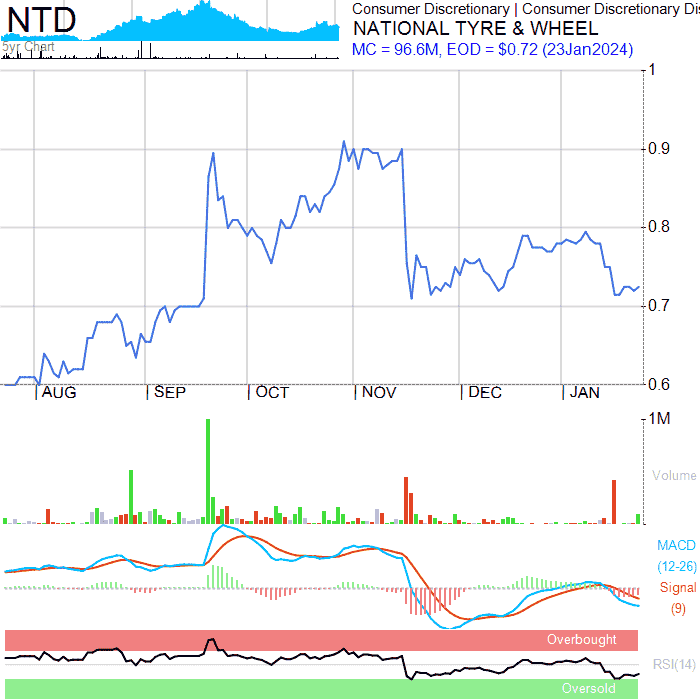 NTD
5yr Chart
Consumer Discretionary | Consumer Discretionary Dis
NATIONAL TYRE & WHEEL
MC = 96.6M, EOD = $0.72 (23Jan2024)
1
0.9
0.8
0.7
0.6
| AUG | SEP | OCT | NOV | DEC | JAN
1M
Volume
MACD
(12-26)
Signal
(9)
Overbought
RSI(14)
Oversold